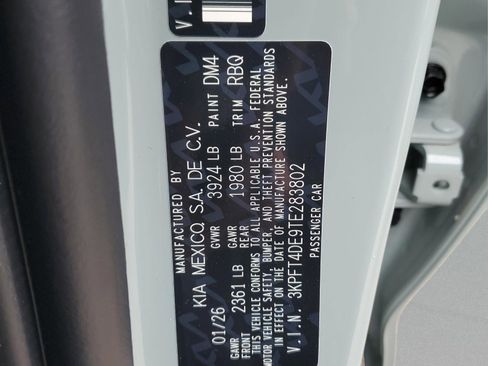 V.I
MANUFACTURED BY
KIA MEXICO, S.A. DE C.V.
01/26 GVWR 3924 LB PAINT DM4
GAWR FRONT 2361 LB GAWR REAR 1980 LB TRIM RBQ
THIS VEHICLE CONFORMS TO ALL APPLICABLE U.S.A. FEDERAL
MOTOR VEHICLE SAFETY, BUMPER, AND THEFT PREVENTION STANDARDS
IN EFFECT ON THE DATE OF MANUFACTURE SHOWN ABOVE.
V.I.N. 3KPFT4DE9TE283802
PASSENGER CAR